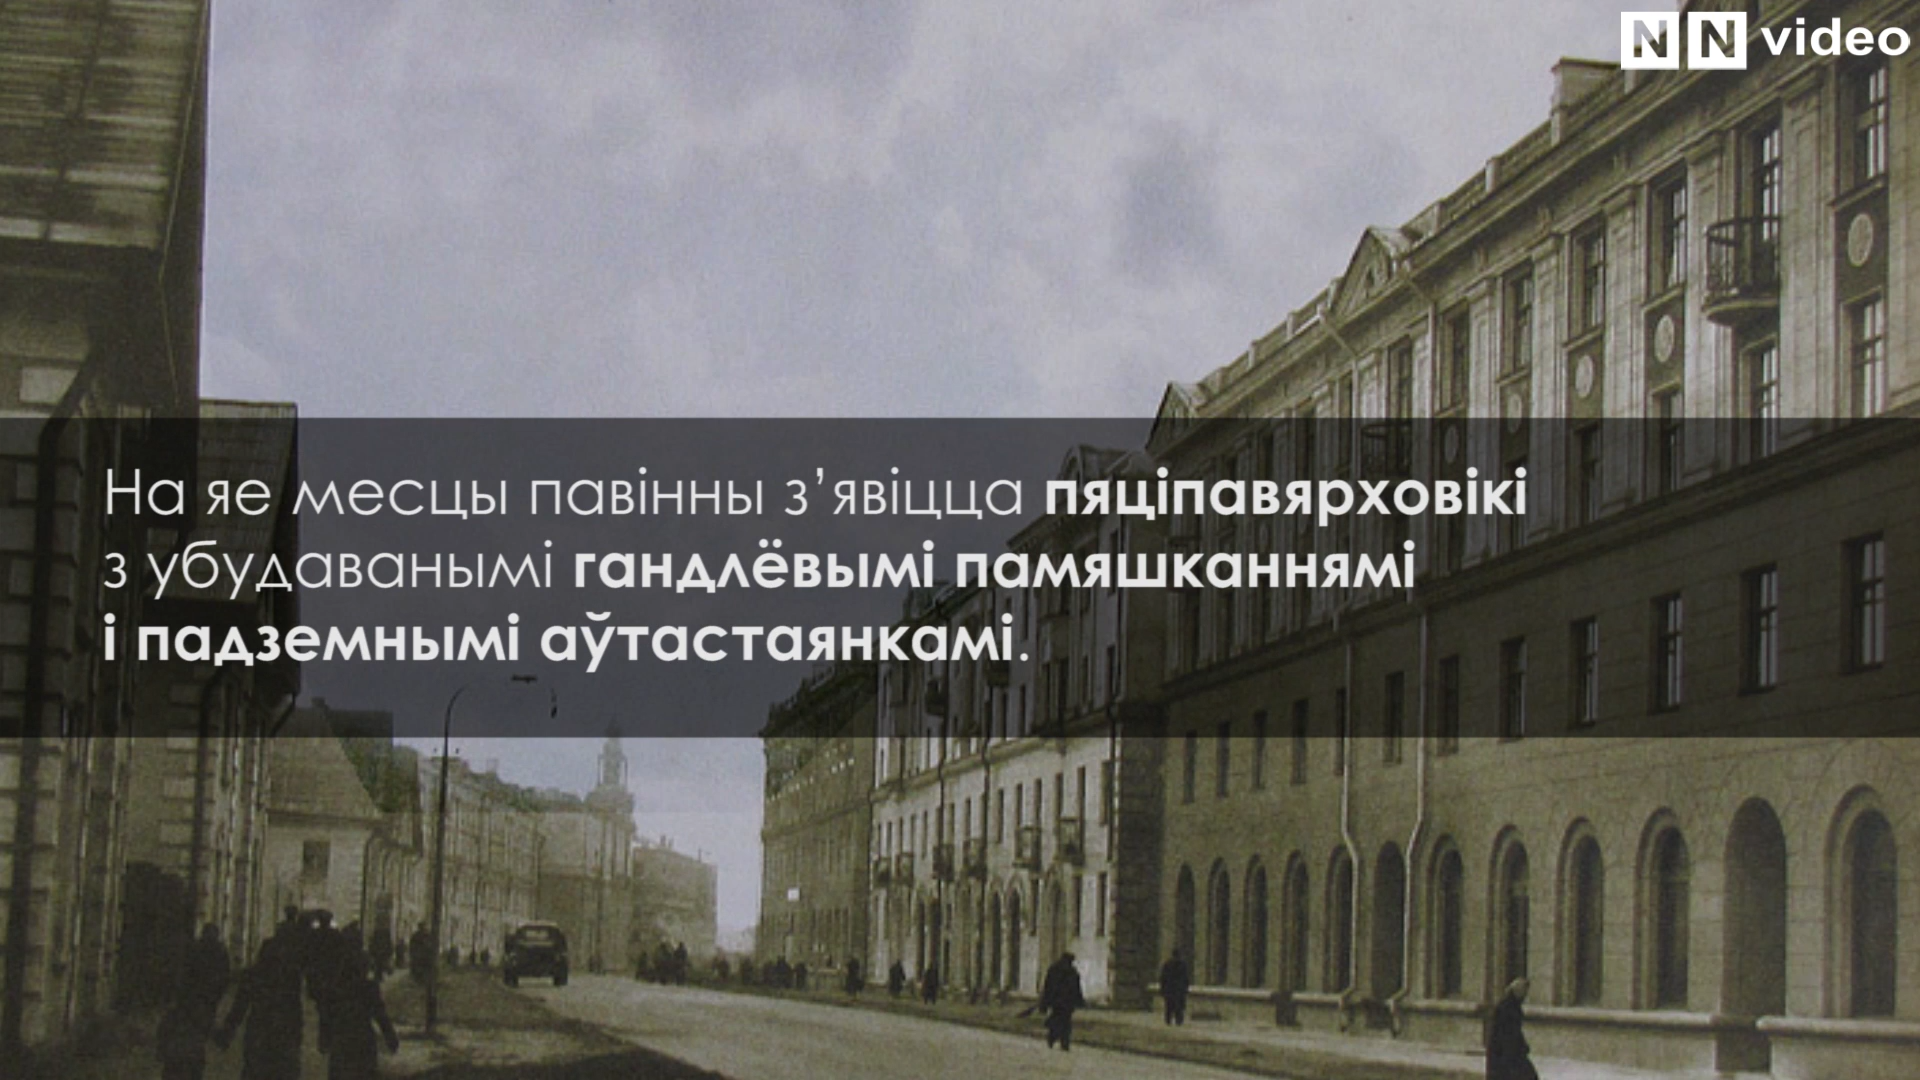 NN video
На яе месцы павінны з’явіцца пяціпавярховікі
з убудаванымі гандлёвымі памяшканнямі
і падземнымі аўтастаянкамі.